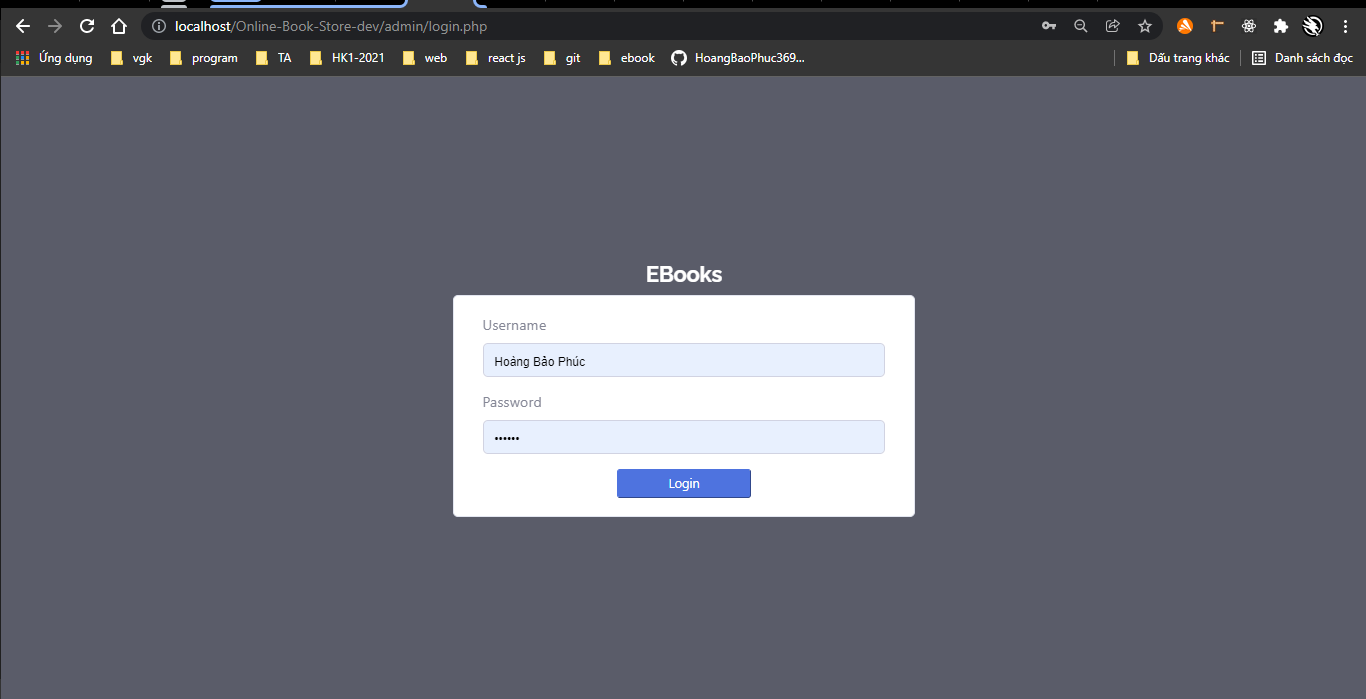 localhost/Online-Book-Store-dev/admin/login.php
Ứng dụng vgk program TA HK1-2021 web react js git ebook HoangBaoPhuc369... Dấu trang khác Danh sách đọc
EBooks
Username
Hoàng Bảo Phúc
Password
••••••
Login